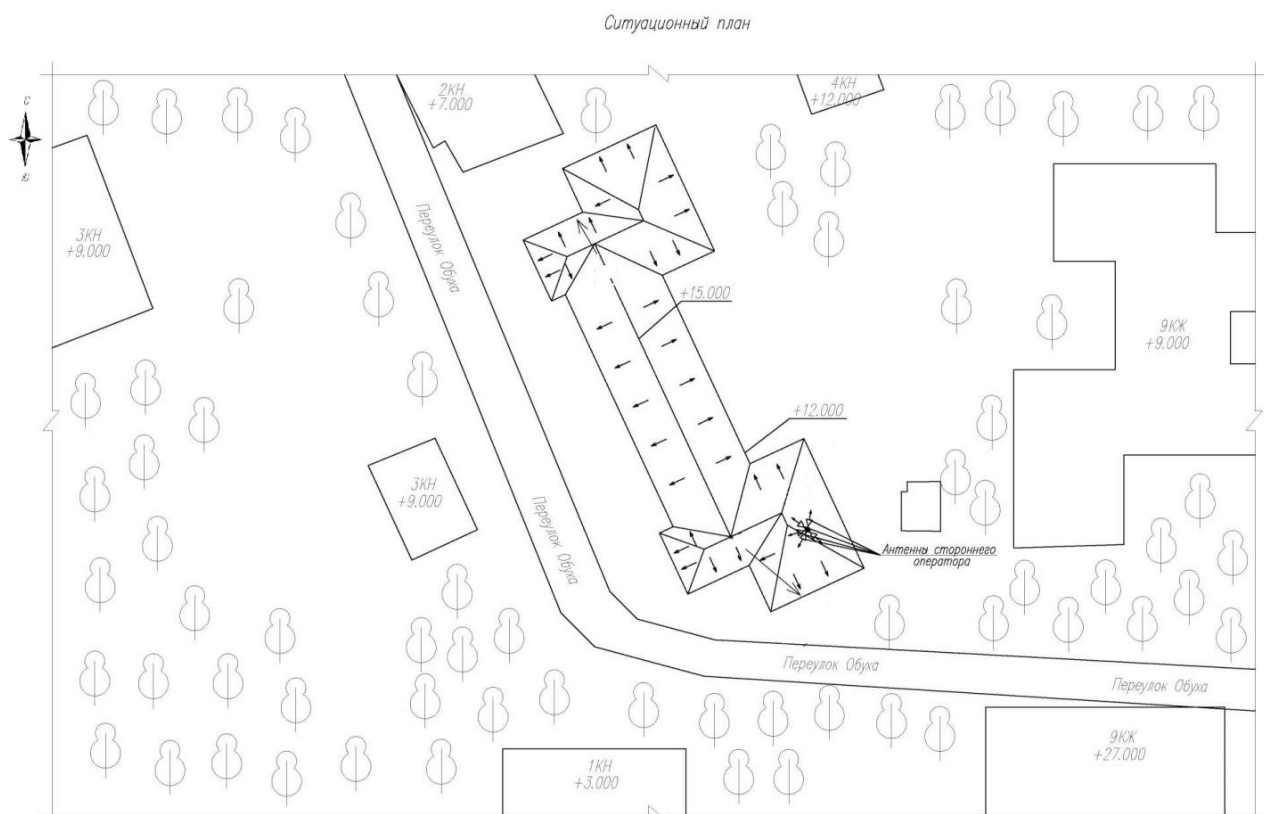 Ситуационный план
С
Ю
2КН
+7.000
4КН
+12.000
3КН
+9.000
Переулок Обуха
+15.000
9КЖ
+9.000
+12.000
3КН
+9.000
Переулок Обуха
Антенны стороннего
оператора
Переулок Обуха
Переулок Обуха
1КН
+3.000
9КЖ
+27.000